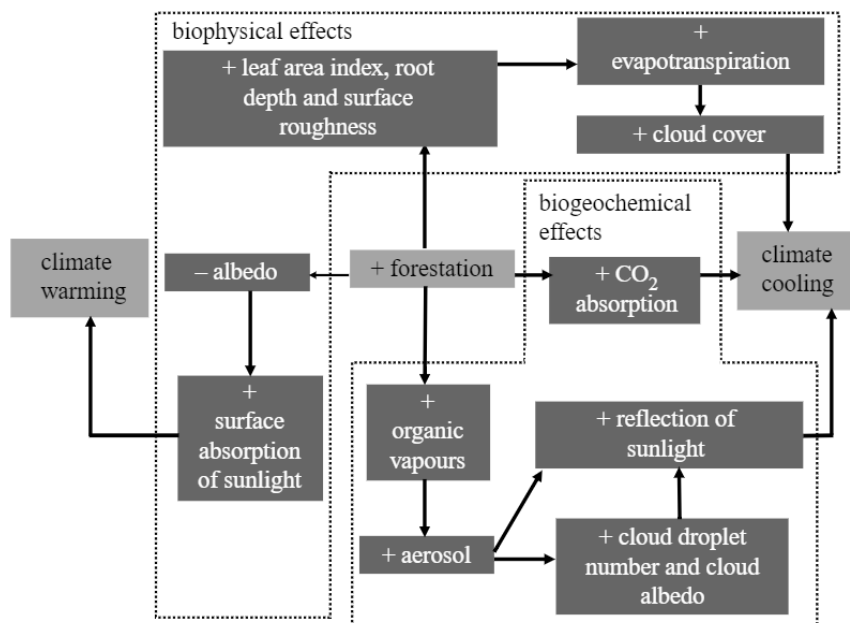 biophysical effects
+ leaf area index, root
depth and surface
roughness
+
evapotranspiration
+ cloud cover
biogeochemical
effects
climate
warming
– albedo
+ forestation
+ CO₂
absorption
climate
cooling
+
surface
absorption
of sunlight
+
organic
vapours
+ reflection of
sunlight
+ aerosol
+ cloud droplet
number and cloud
albedo